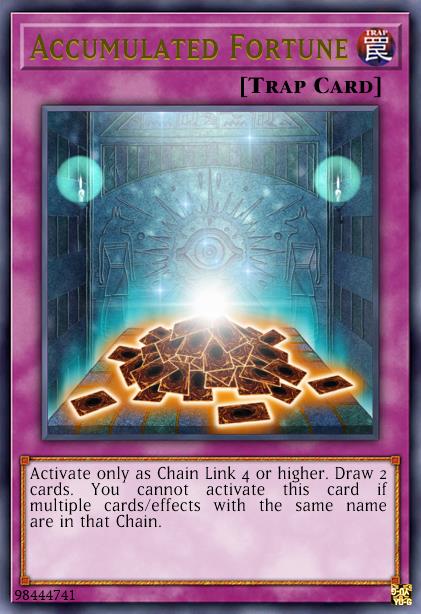 ACCUMULATED FORTUNE
TRAP
罠
[TRAP CARD]
Activate only as Chain Link 4 or higher. Draw 2
cards. You cannot activate this card if
multiple cards/effects with the same name
are in that Chain.
98444741